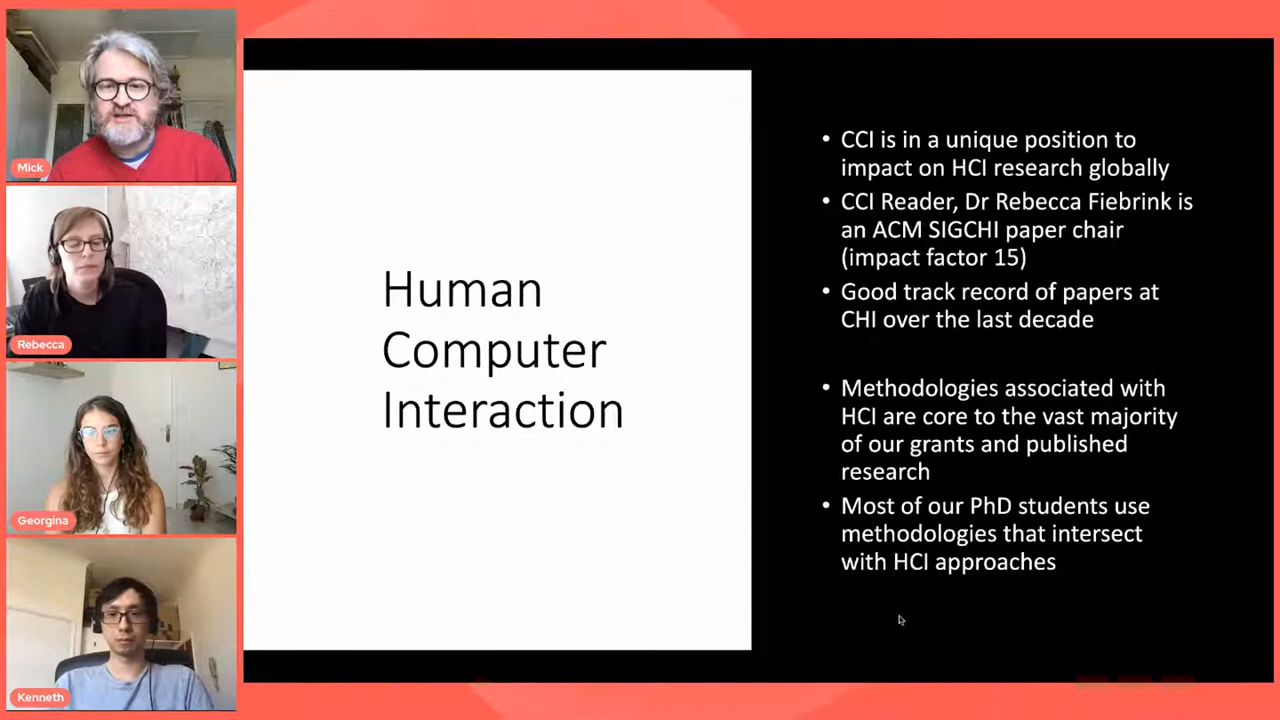 Mick
Rebecca
Georgina
Kenneth
Human
Computer
Interaction
• CCI is in a unique position to
impact on HCI research globally
• CCI Reader, Dr Rebecca Fiebrink is
an ACM SIGCHI paper chair
(impact factor 15)
• Good track record of papers at
CHI over the last decade
• Methodologies associated with
HCI are core to the vast majority
of our grants and published
research
• Most of our PhD students use
methodologies that intersect
with HCI approaches